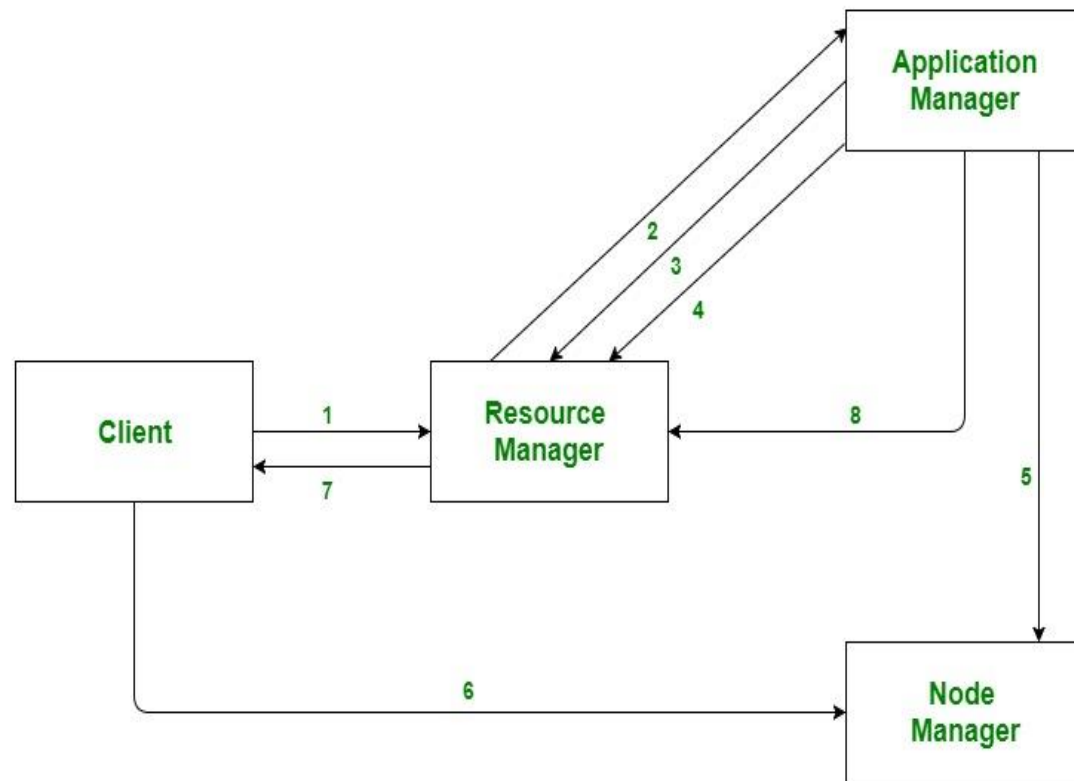 Application
Manager
2
3
4
Client
1
Resource
Manager
8
7
5
6
Node
Manager